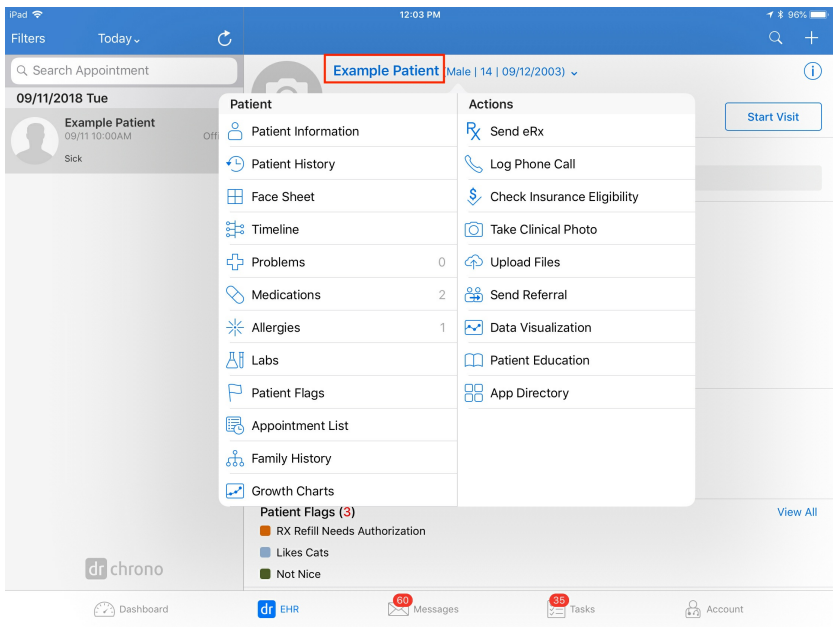 iPad 12:03 PM 96%
Filters Today
Search Appointment
09/11/2018 Tue
Example Patient
09/11 10:00AM Offi
Sick
Example Patient (Male | 14 | 09/12/2003)
Start Visit
Patient
Patient Information
Patient History
Face Sheet
Timeline
Problems 0
Medications 2
Allergies 1
Labs
Patient Flags
Appointment List
Family History
Growth Charts
Actions
Send eRx
Log Phone Call
Check Insurance Eligibility
Take Clinical Photo
Upload Files
Send Referral
Data Visualization
Patient Education
App Directory
Patient Flags (3) View All
RX Refill Needs Authorization
Likes Cats
Not Nice
dr chrono
Dashboard dr EHR 60 Messages 35 Tasks Account